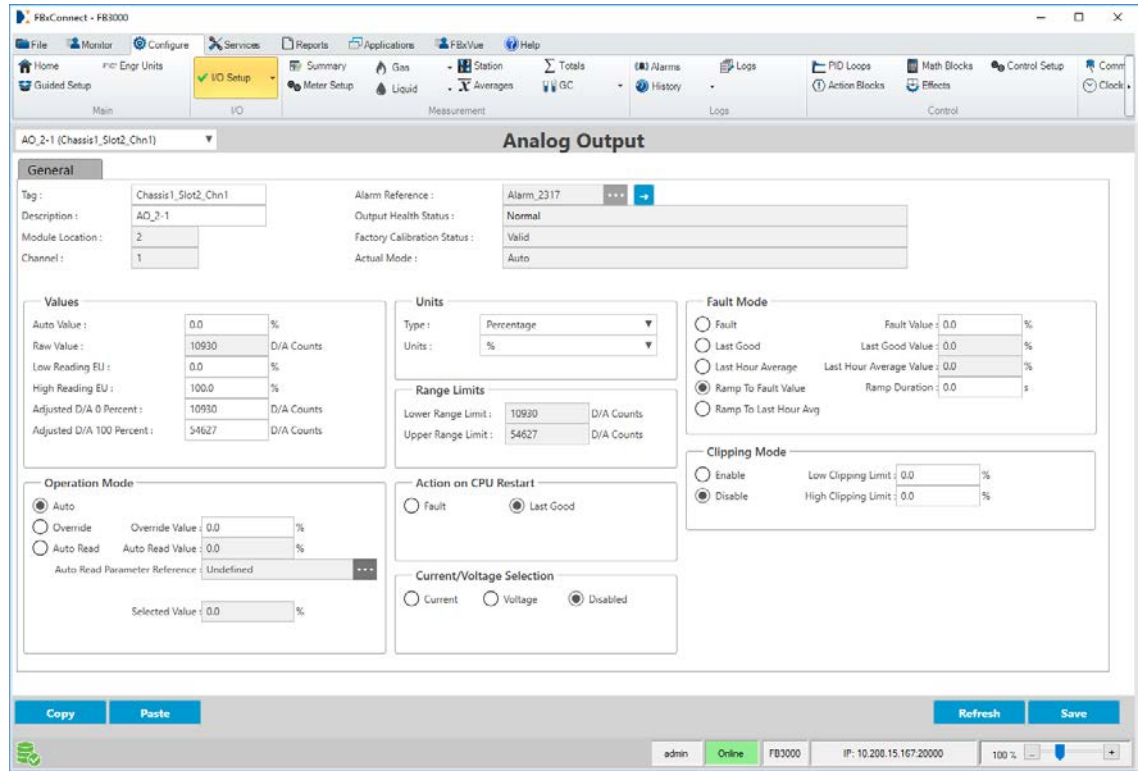 FBxConnect - FB3000
File Monitor Configure Services Reports Applications FBxVue Help
Home Engr Units I/O Setup Summary Gas Station Totals Alarms Logs PID Loops Math Blocks Control Setup Comm
Guided Setup Meter Setup Liquid Averages GC History Action Blocks Effects Clock
Main I/O Measurement Logs Control
AO_2-1 (Chassis1_Slot2_Chn1) Analog Output
General
Tag : Chassis1_Slot2_Chn1 Alarm Reference : Alarm_2317 ...
Description : AO_2-1 Output Health Status : Normal
Module Location : 2 Factory Calibration Status : Valid
Channel : 1 Actual Mode : Auto
Values
Auto Value : 0.0 %
Raw Value : 10930 D/A Counts
Low Reading EU : 0.0 %
High Reading EU : 100.0 %
Adjusted D/A 0 Percent : 10930 D/A Counts
Adjusted D/A 100 Percent : 54627 D/A Counts
Units
Type : Percentage
Units : %
Range Limits
Lower Range Limit : 10930 D/A Counts
Upper Range Limit : 54627 D/A Counts
Fault Mode
Fault Fault Value : 0.0 %
Last Good Last Good Value : 0.0 %
Last Hour Average Last Hour Average Value : 0.0 %
Ramp To Fault Value Ramp Duration : 0.0 s
Ramp To Last Hour Avg
Clipping Mode
Enable Low Clipping Limit : 0.0 %
Disable High Clipping Limit : 0.0 %
Operation Mode
Auto
Override Override Value : 0.0 %
Auto Read Auto Read Value : 0.0 %
Auto Read Parameter Reference : Undefined ...
Selected Value : 0.0 %
Action on CPU Restart
Fault Last Good
Current/Voltage Selection
Current Voltage Disabled
Copy Paste Refresh Save
admin Online FB3000 IP: 10.208.15.167:20000 100 % - +